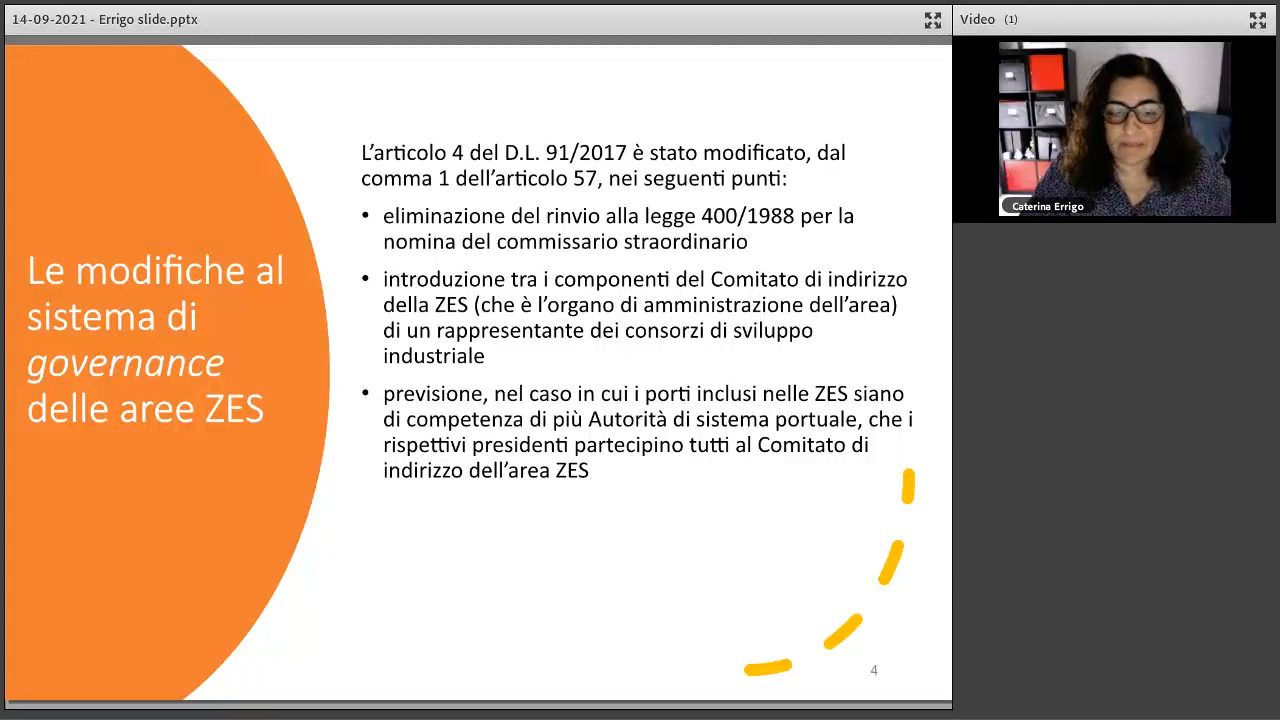 14-09-2021 - Errigo slide.pptx
Video (1)
Caterina Errigo
Le modifiche al
sistema di
governance
delle aree ZES
L’articolo 4 del D.L. 91/2017 è stato modificato, dal
comma 1 dell’articolo 57, nei seguenti punti:
• eliminazione del rinvio alla legge 400/1988 per la
nomina del commissario straordinario
• introduzione tra i componenti del Comitato di indirizzo
della ZES (che è l’organo di amministrazione dell’area)
di un rappresentante dei consorzi di sviluppo
industriale
• previsione, nel caso in cui i porti inclusi nelle ZES siano
di competenza di più Autorità di sistema portuale, che i
rispettivi presidenti partecipino tutti al Comitato di
indirizzo dell’area ZES
4